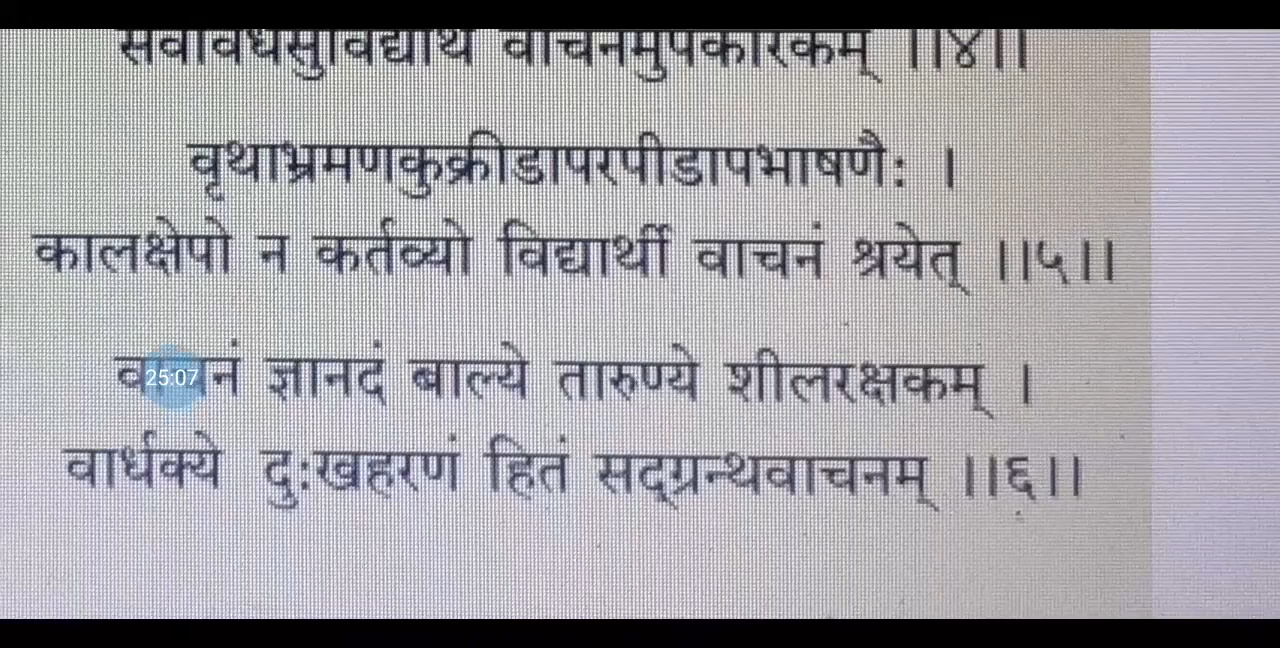 वाचनमुपकारकम् ।।४।।
वृथाभ्रमणकुक्रीडापरपीडापभाषणैः ।
कालक्षेपो न कर्तव्यो विद्यार्थी वाचनं श्रयेत् ।।५।।
25:07
ज्ञानदं बाल्ये तारुण्ये शीलरक्षकम् ।
वार्धक्ये दुःखहरणं हितं सद्ग्रन्थवाचनम् ।।६।।